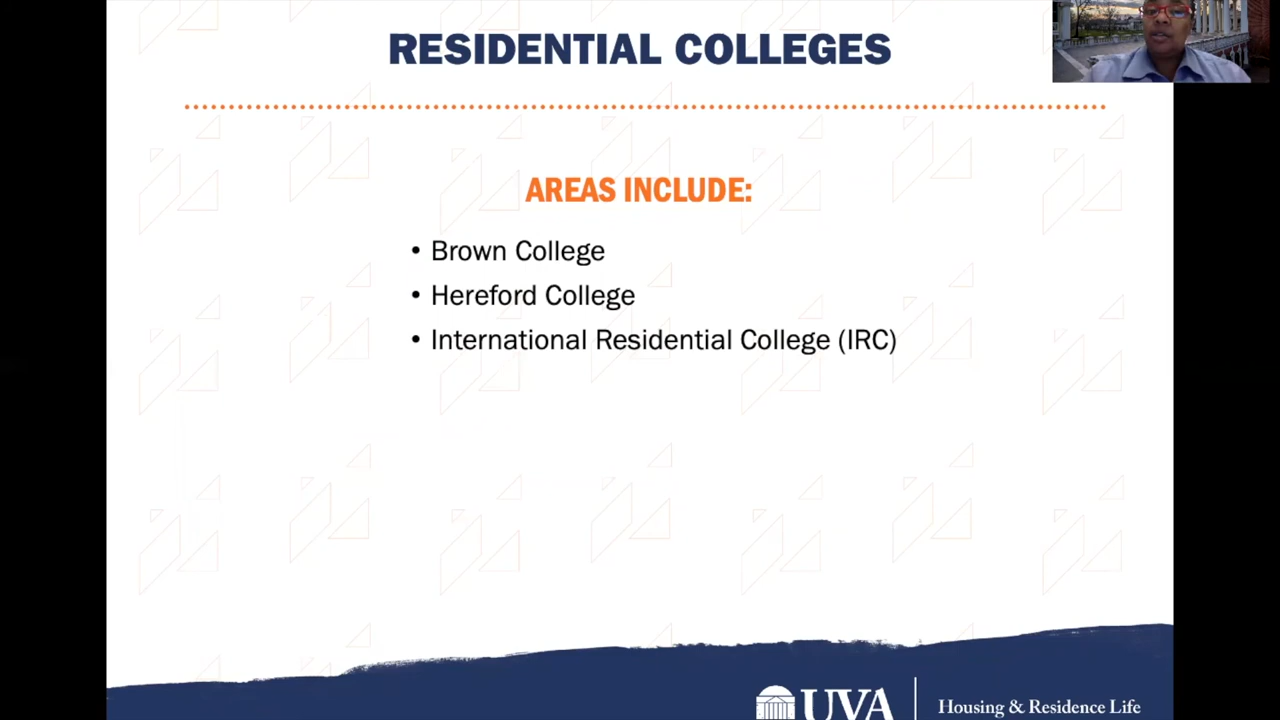 RESIDENTIAL COLLEGES
AREAS INCLUDE:
• Brown College
• Hereford College
• International Residential College (IRC)
UVA
Housing & Residence Life